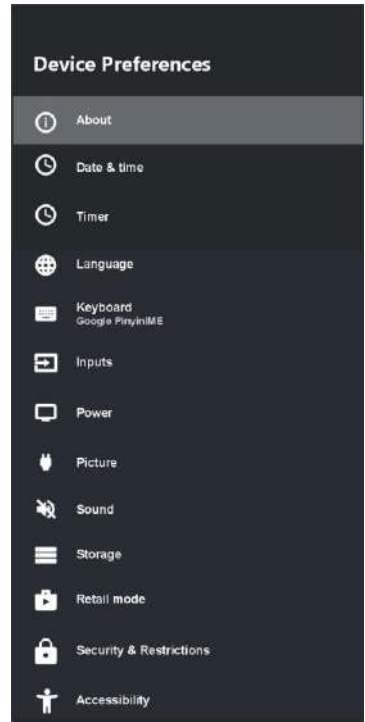 Device Preferences
About
Date & time
Timer
Language
Keyboard
Google PinyinIME
Inputs
Power
Picture
Sound
Storage
Retail mode
Security & Restrictions
Accessibility